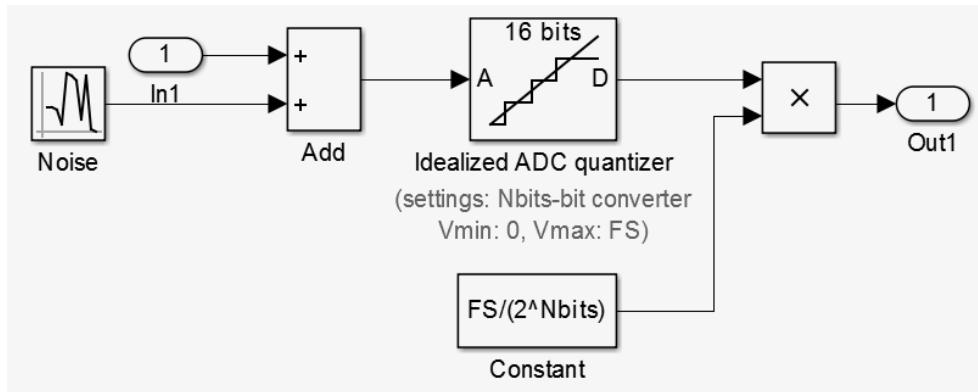 1
In1
Noise
+
+
Add
16 bits
A
D
Idealized ADC quantizer
(settings: Nbits-bit converter
Vmin: 0, Vmax: FS)
FS/(2^Nbits)
Constant
×
1
Out1